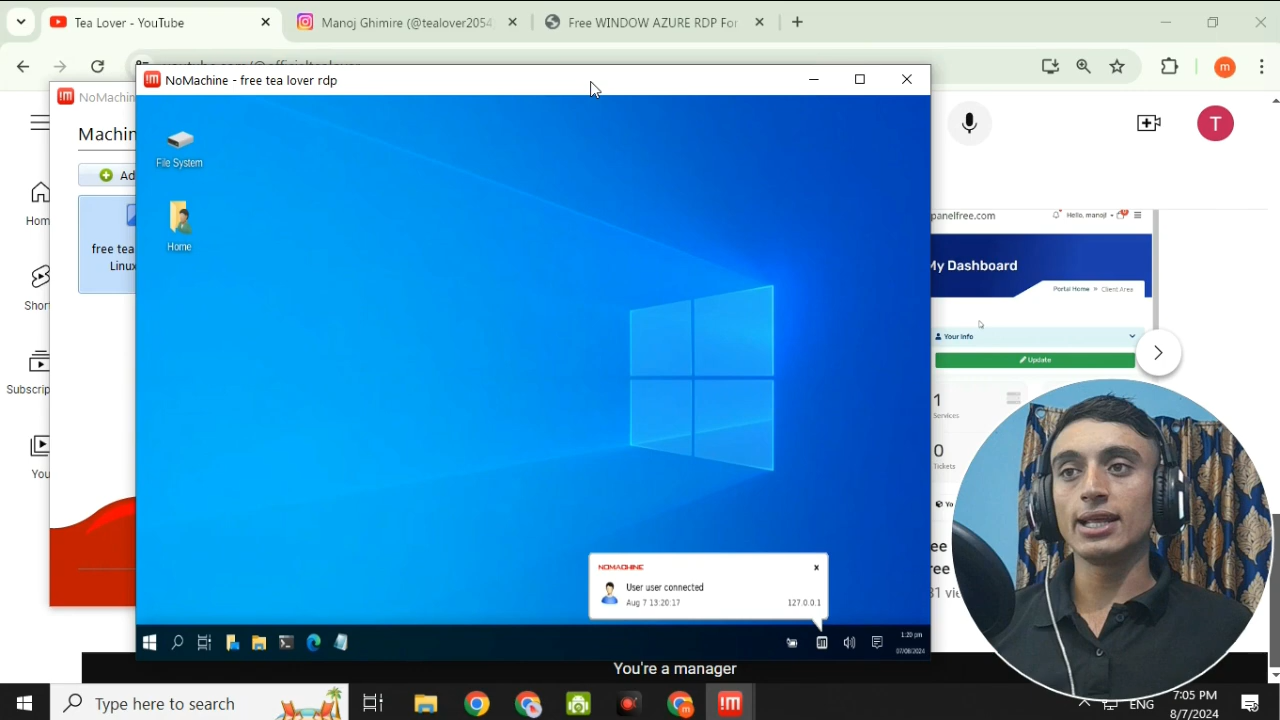 Tea Lover - YouTube
Manoj Ghimire (@tealover2054
Free WINDOW AZURE RDP For
m
NoMachine - free tea lover rdp
NoMachin
Machin
Ad
free tea
Linux
Hom
Short
Subscrip
You
File System
Home
T
panelfree.com
Hello, manoj!
My Dashboard
Portal Home » Client Area
Your Info
Update
1
Services
0
Tickets
Yo
ee
ree
31 vie
NOMACHINE
User user connected
Aug 7 13:20:17
127.0.0.1
1:20 pm
07/08/2024
You're a manager
Type here to search
ENG
7:05 PM
8/7/2024